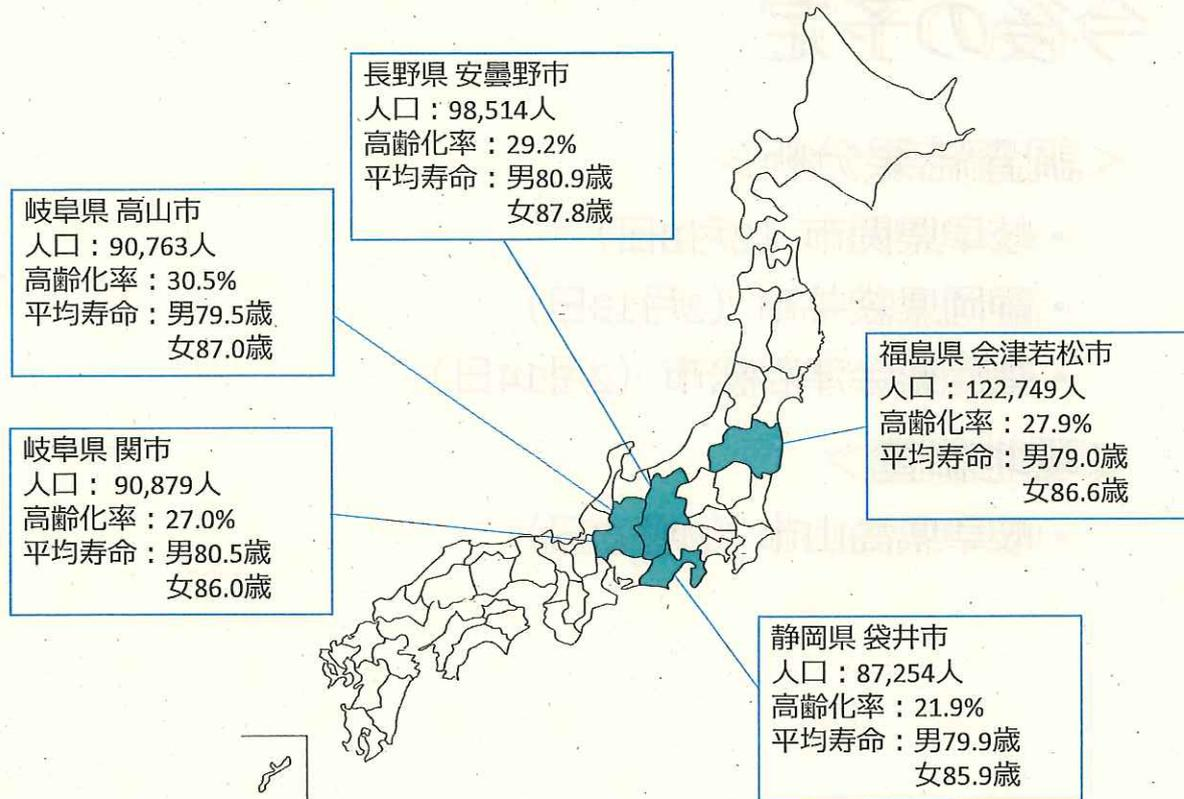 長野県 安曇野市
人口：98,514人
高齢化率：29.2%
平均寿命：男80.9歳
女87.8歳
岐阜県 高山市
人口：90,763人
高齢化率：30.5%
平均寿命：男79.5歳
女87.0歳
福島県 会津若松市
人口：122,749人
高齢化率：27.9%
平均寿命：男79.0歳
女86.6歳
岐阜県 関市
人口： 90,879人
高齢化率：27.0%
平均寿命：男80.5歳
女86.0歳
静岡県 袋井市
人口：87,254人
高齢化率：21.9%
平均寿命：男79.9歳
女85.9歳